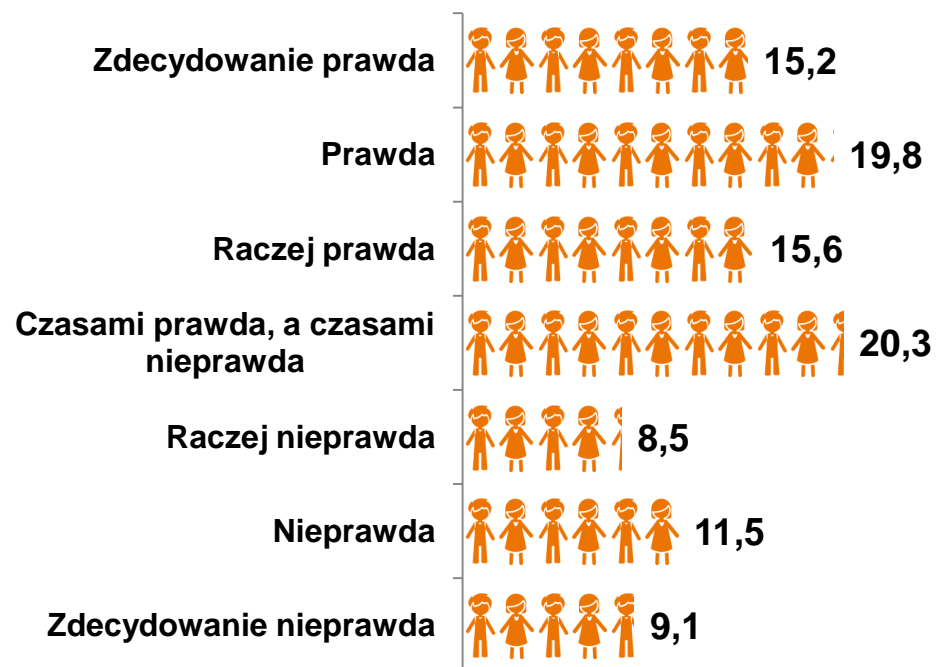 Zdecydowanie prawda 15,2
Prawda 19,8
Raczej prawda 15,6
Czasami prawda, a czasami
nieprawda 20,3
Raczej nieprawda 8,5
Nieprawda 11,5
Zdecydowanie nieprawda 9,1